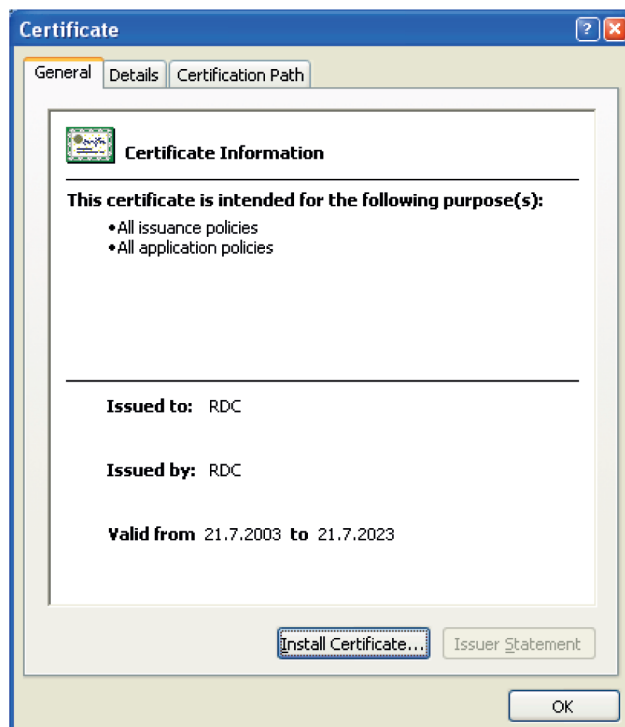 Certificate
General Details Certification Path
Certificate Information
This certificate is intended for the following purpose(s):
•All issuance policies
•All application policies
Issued to: RDC
Issued by: RDC
Valid from 21.7.2003 to 21.7.2023
Install Certificate... Issuer Statement
OK